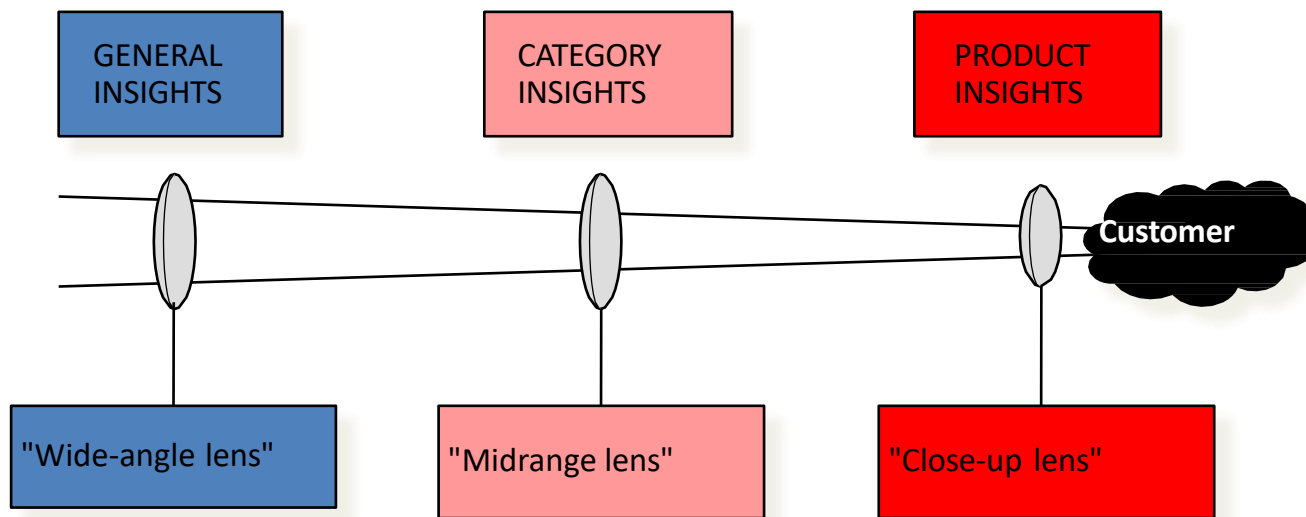 GENERAL
INSIGHTS
CATEGORY
INSIGHTS
PRODUCT
INSIGHTS
Customer
"Wide-angle lens"
"Midrange lens"
"Close-up lens"